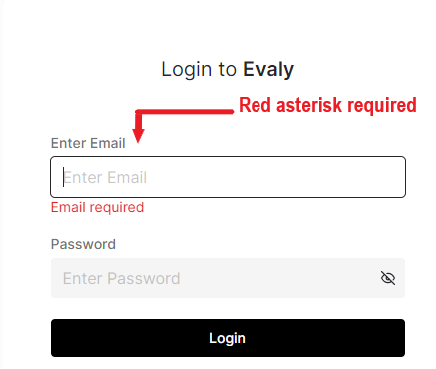 Login to Evaly
Red asterisk required
Enter Email
Enter Email
Email required
Password
Enter Password
Login